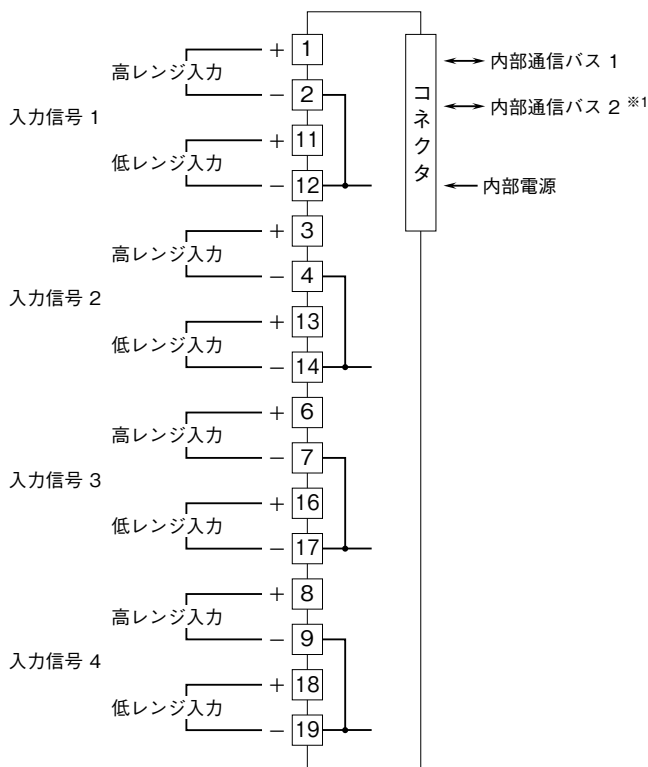 入力信号 1
高レンジ入力
+ 1
− 2
低レンジ入力
+ 11
− 12
入力信号 2
高レンジ入力
+ 3
− 4
低レンジ入力
+ 13
− 14
入力信号 3
高レンジ入力
+ 6
− 7
低レンジ入力
+ 16
− 17
入力信号 4
高レンジ入力
+ 8
− 9
低レンジ入力
+ 18
− 19
コネクタ
内部通信バス 1
内部通信バス 2 ※1
内部電源